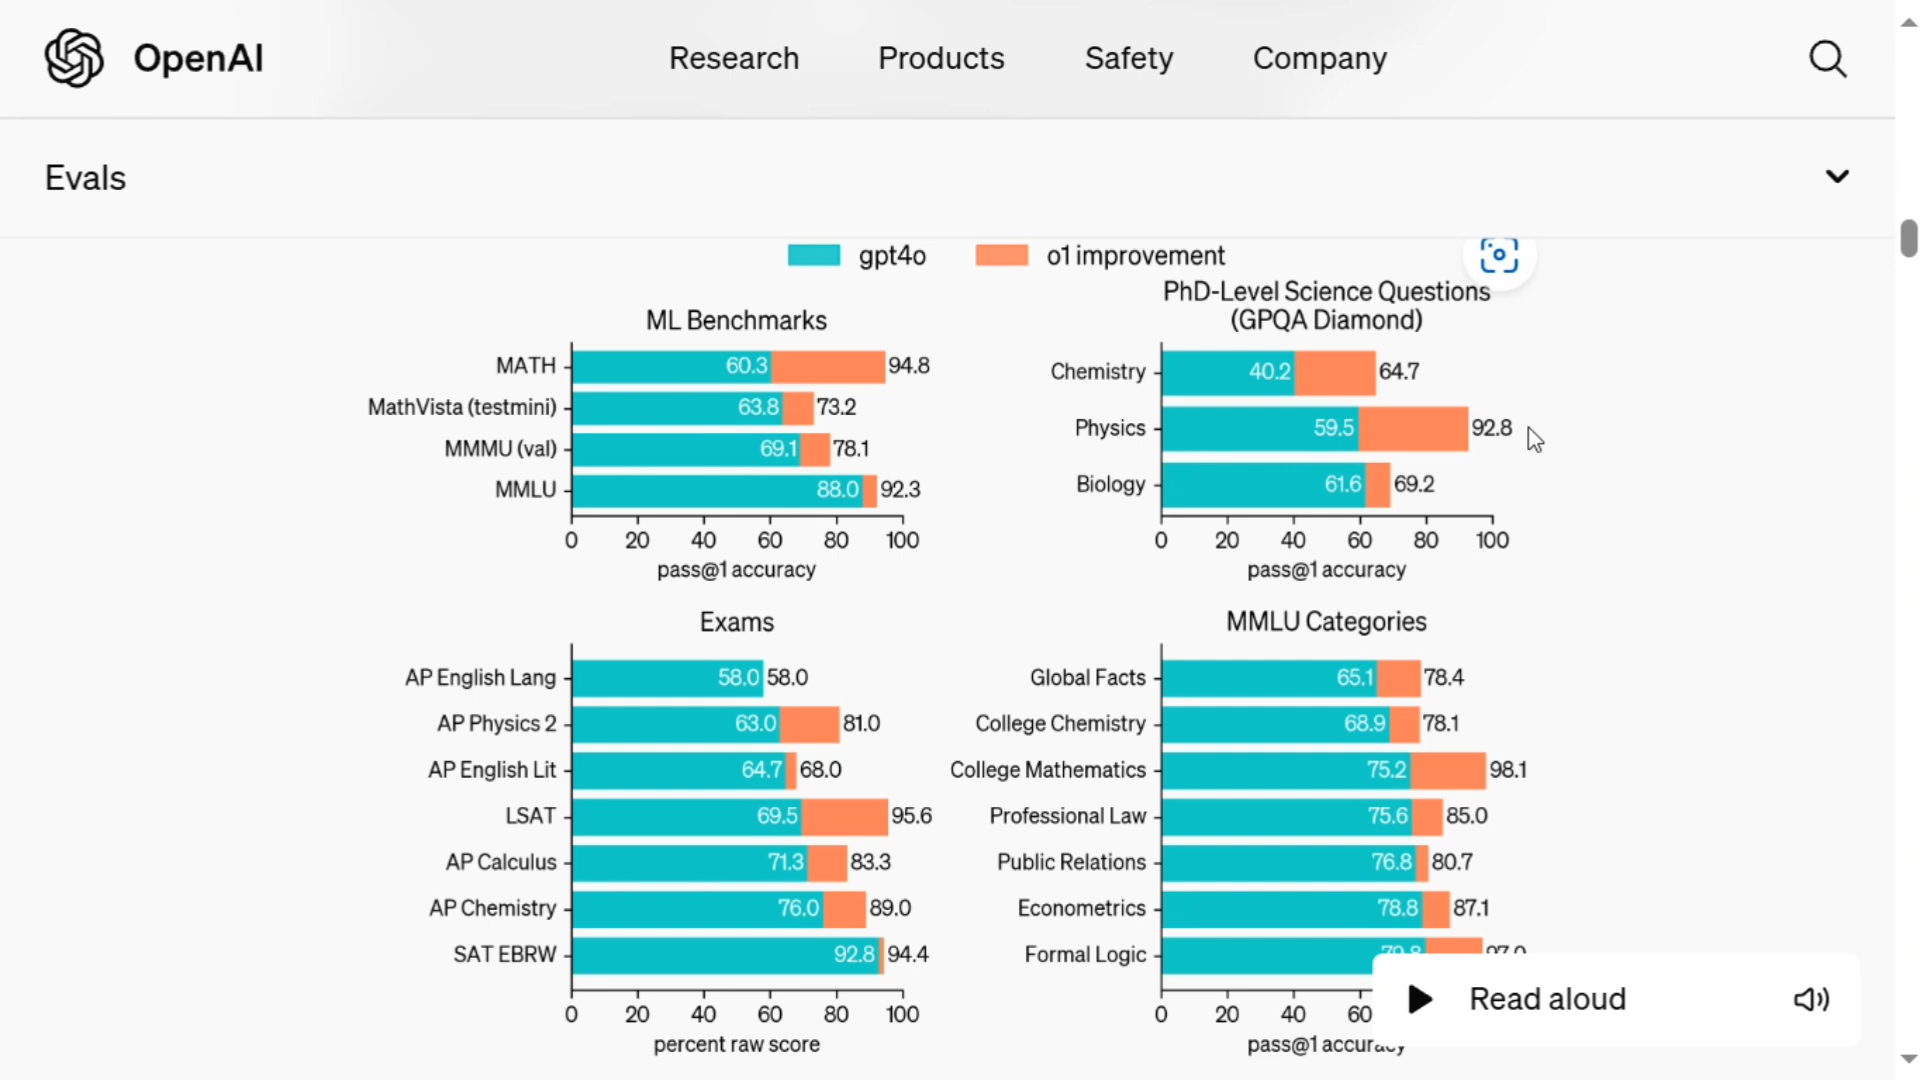 OpenAI
Research Products Safety Company
Evals
gpt4o o1 improvement
ML Benchmarks
MATH 60.3 94.8
MathVista (testmini) 63.8 73.2
MMMU (val) 69.1 78.1
MMLU 88.0 92.3
0 20 40 60 80 100
pass@1 accuracy
PhD-Level Science Questions
(GPQA Diamond)
Chemistry 40.2 64.7
Physics 59.5 92.8
Biology 61.6 69.2
0 20 40 60 80 100
pass@1 accuracy
Exams
AP English Lang 58.0 58.0
AP Physics 2 63.0 81.0
AP English Lit 64.7 68.0
LSAT 69.5 95.6
AP Calculus 71.3 83.3
AP Chemistry 76.0 89.0
SAT EBRW 92.8 94.4
0 20 40 60 80 100
percent raw score
MMLU Categories
Global Facts 65.1 78.4
College Chemistry 68.9 78.1
College Mathematics 75.2 98.1
Professional Law 75.6 85.0
Public Relations 76.8 80.7
Econometrics 78.8 87.1
Formal Logic 79.8 97.0
0 20 40 60
pass@1 accuracy
Read aloud